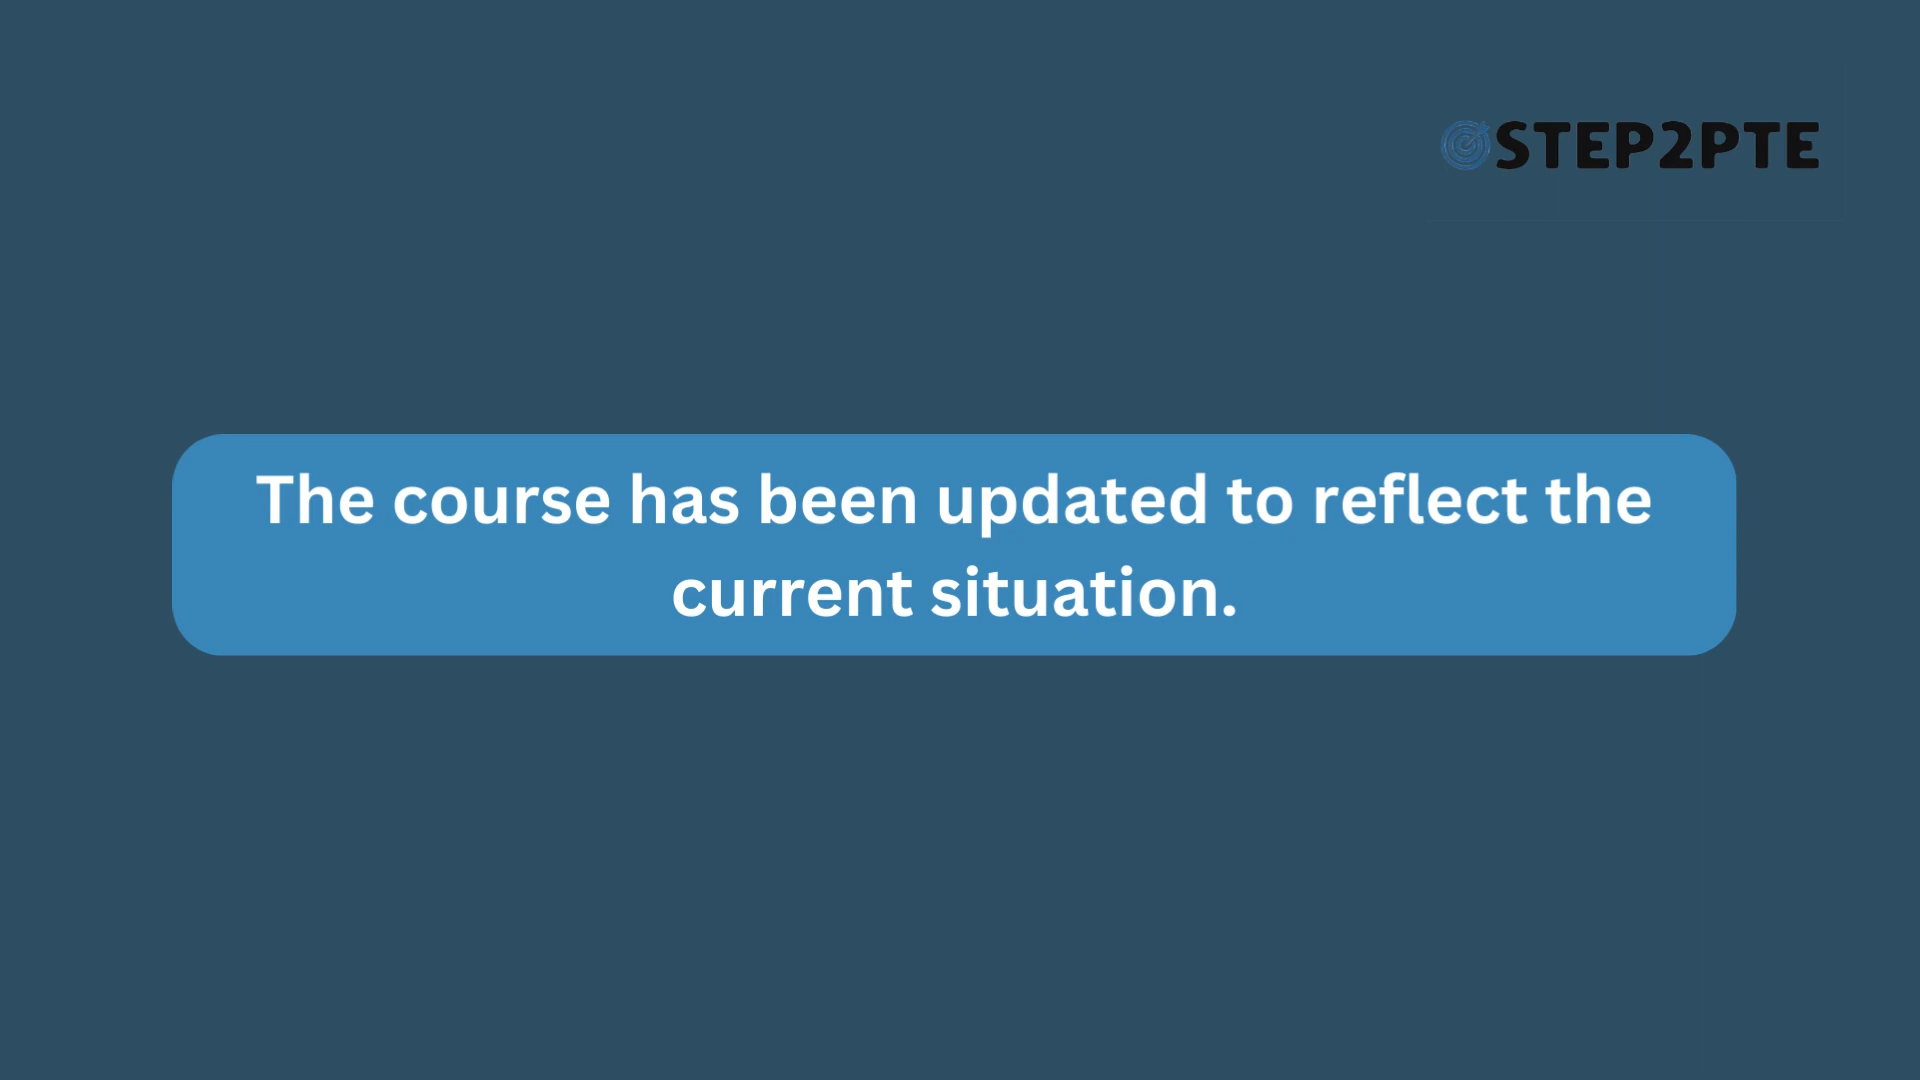 STEP2PTE
The course has been updated to reflect the
current situation.